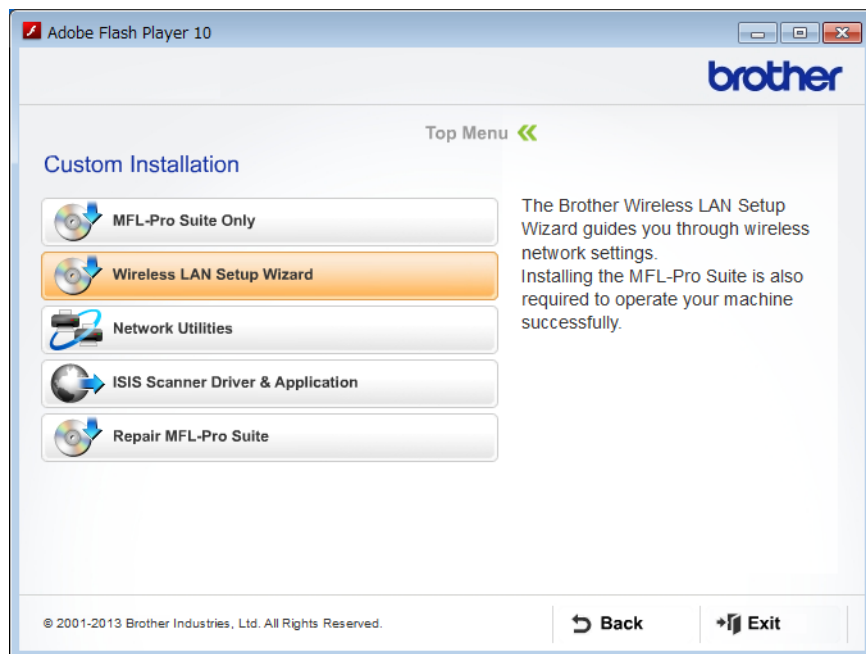 Adobe Flash Player 10
brother
Top Menu
Custom Installation
MFL-Pro Suite Only
Wireless LAN Setup Wizard
Network Utilities
ISIS Scanner Driver & Application
Repair MFL-Pro Suite
The Brother Wireless LAN Setup
Wizard guides you through wireless
network settings.
Installing the MFL-Pro Suite is also
required to operate your machine
successfully.
© 2001-2013 Brother Industries, Ltd. All Rights Reserved.
Back
Exit